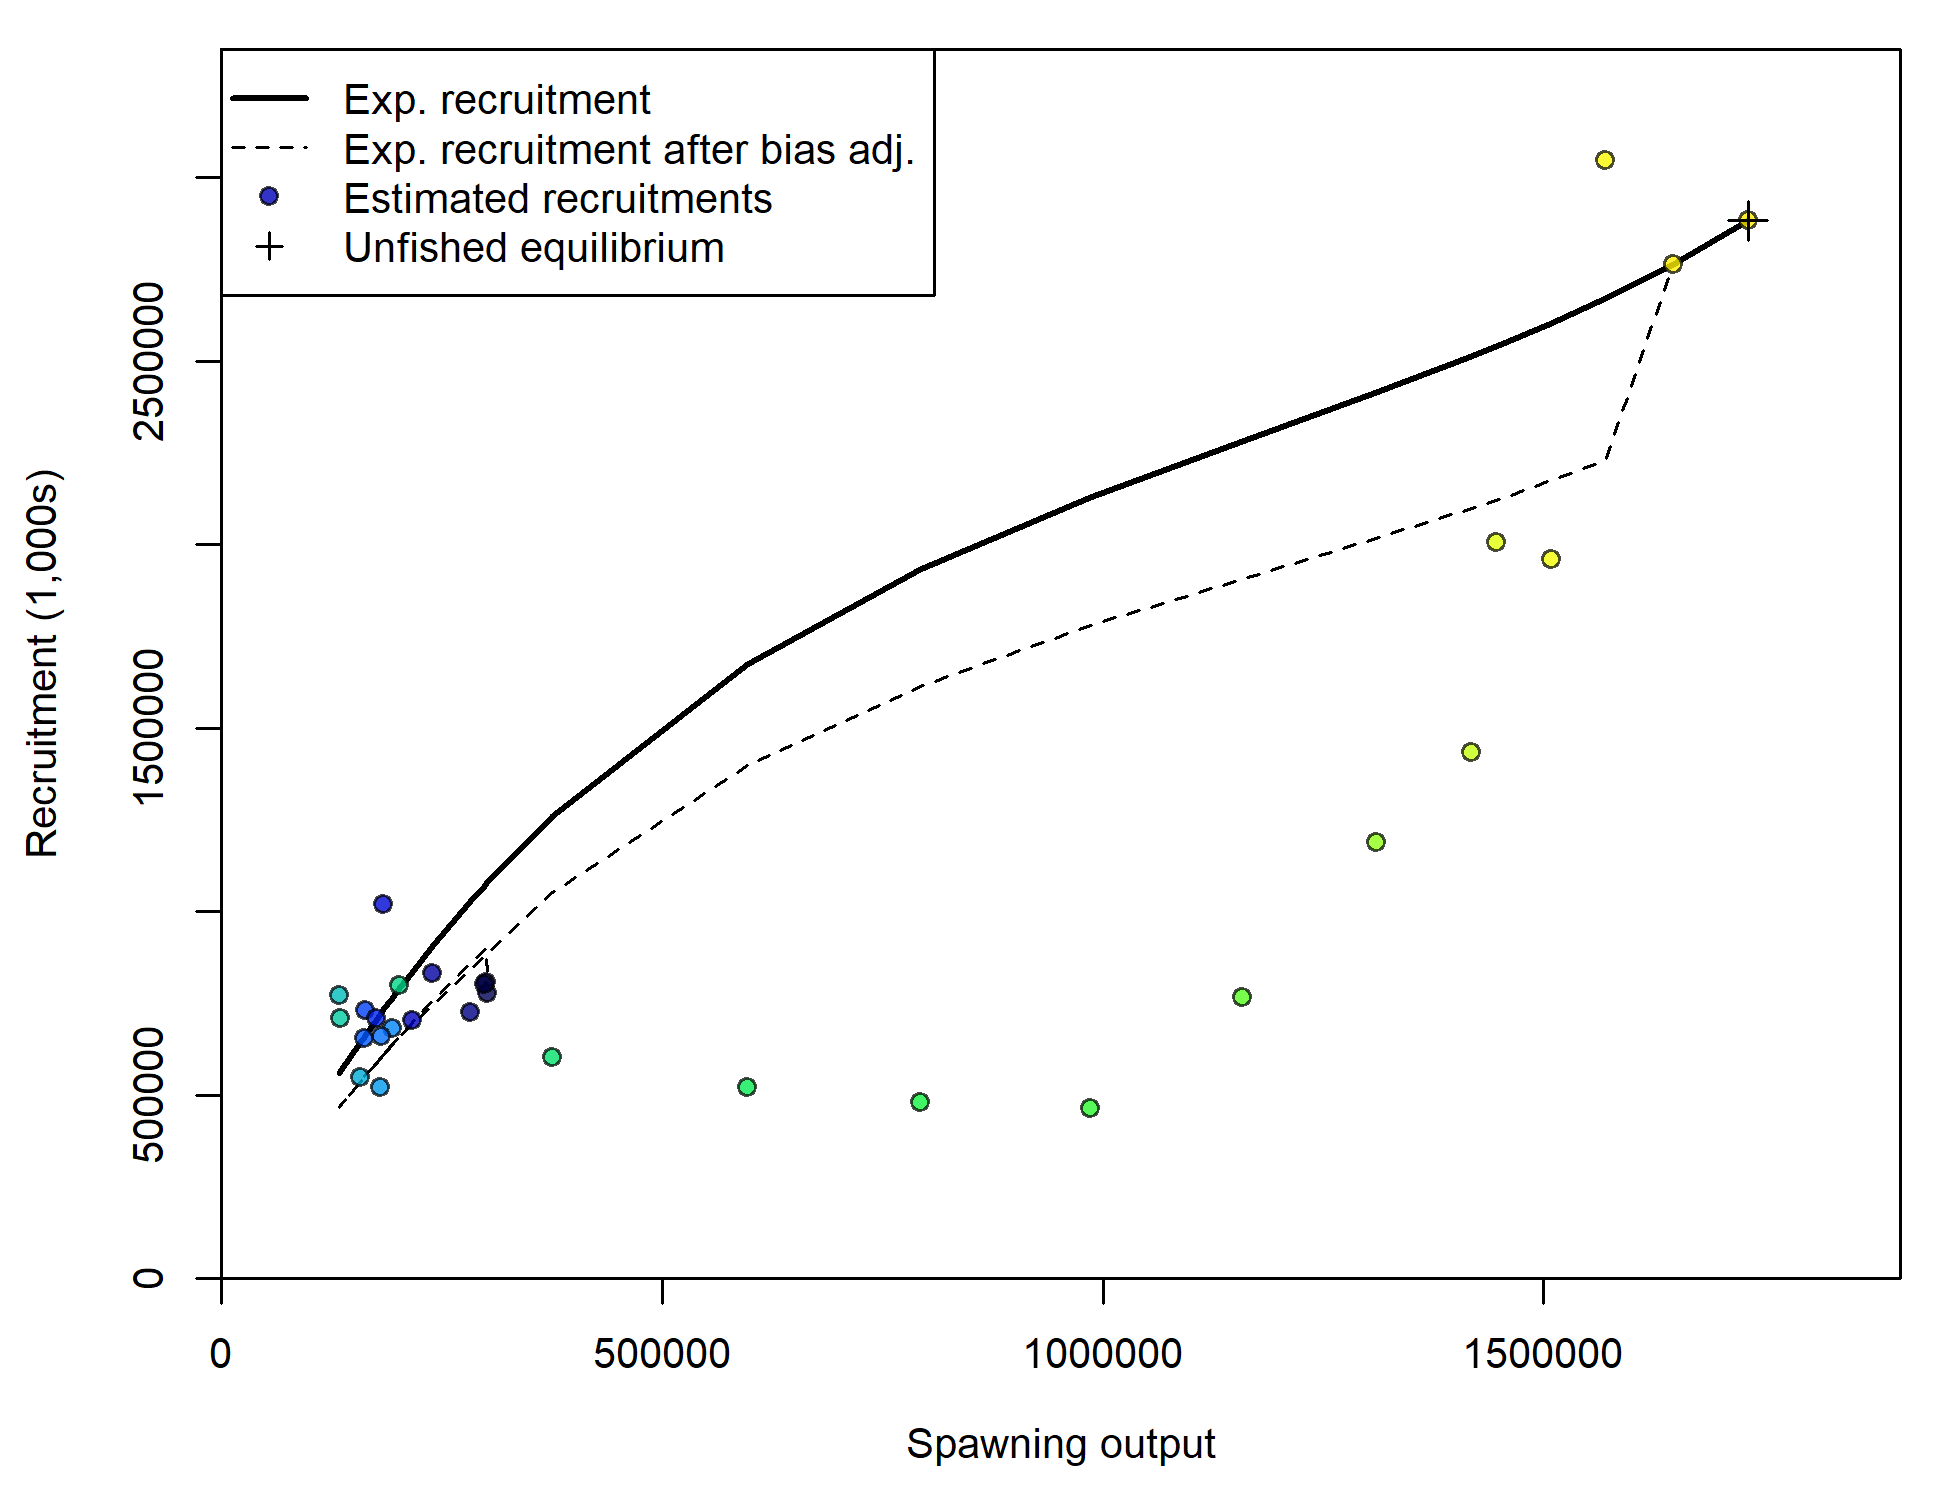 Exp. recruitment
Exp. recruitment after bias adj.
Estimated recruitments
Unfished equilibrium
Recruitment (1,000s)
2500000
1500000
500000
0
0
500000
1000000
1500000
Spawning output